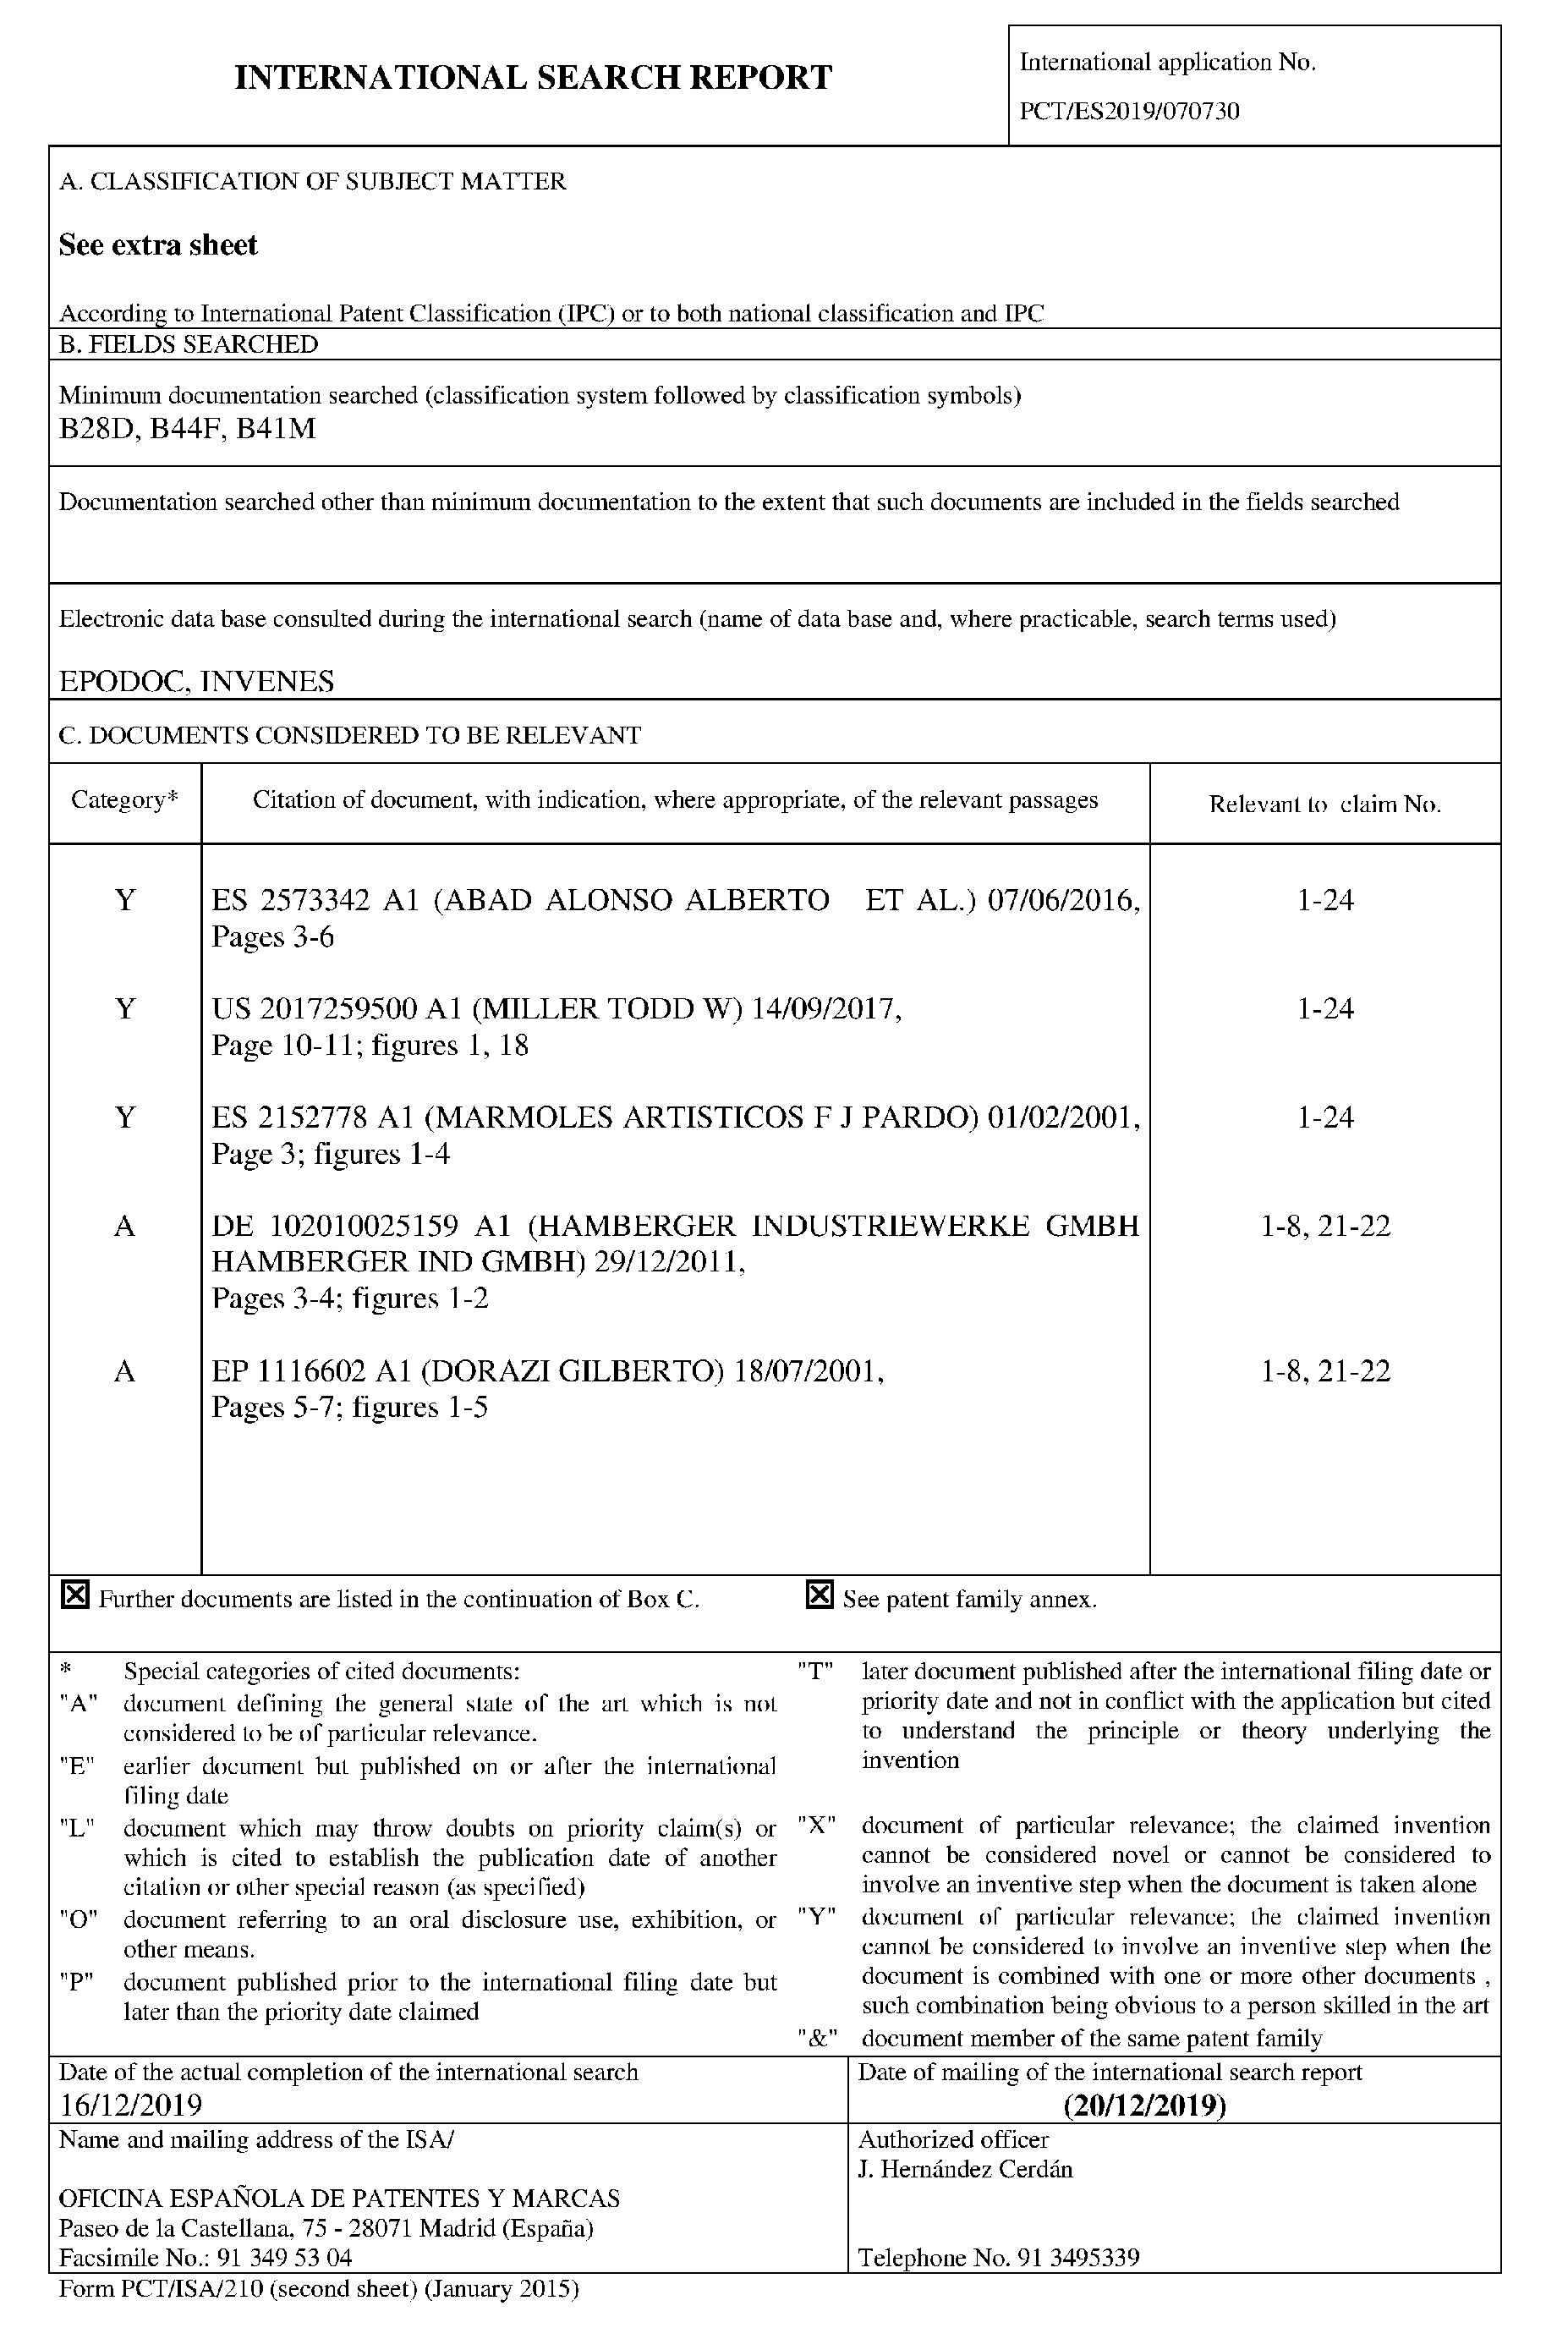 INTERNATIONAL SEARCH REPORT
International application No.
PCT/ES2019/070730
A. CLASSIFICATION OF SUBJECT MATTER
See extra sheet
According to International Patent Classification (IPC) or to both national classification and IPC
B. FIELDS SEARCHED
Minimum documentation searched (classification system followed by classification symbols)
B28D, B44F, B41M
Documentation searched other than minimum documentation to the extent that such documents are included in the fields searched
Electronic data base consulted during the international search (name of data base and, where practicable, search terms used)
EPODOC, INVENES
C. DOCUMENTS CONSIDERED TO BE RELEVANT
Category* Citation of document, with indication, where appropriate, of the relevant passages Relevant to claim No.
Y ES 2573342 A1 (ABAD ALONSO ALBERTO ET AL.) 07/06/2016, 1-24
Pages 3-6
Y US 2017259500 A1 (MILLER TODD W) 14/09/2017, 1-24
Page 10-11; figures 1, 18
Y ES 2152778 A1 (MARMOLES ARTISTICOS F J PARDO) 01/02/2001, 1-24
Page 3; figures 1-4
A DE 102010025159 A1 (HAMBERGER INDUSTRIEWERKE GMBH 1-8, 21-22
HAMBERGER IND GMBH) 29/12/2011,
Pages 3-4; figures 1-2
A EP 1116602 A1 (DORAZI GILBERTO) 18/07/2001, 1-8, 21-22
Pages 5-7; figures 1-5
☒ Further documents are listed in the continuation of Box C. ☒ See patent family annex.
* Special categories of cited documents:
"A" document defining the general state of the art which is not
considered to be of particular relevance.
"E" earlier document but published on or after the international
filing date
"L" document which may throw doubts on priority claim(s) or
which is cited to establish the publication date of another
citation or other special reason (as specified)
"O" document referring to an oral disclosure use, exhibition, or
other means.
"P" document published prior to the international filing date but
later than the priority date claimed
"T" later document published after the international filing date or
priority date and not in conflict with the application but cited
to understand the principle or theory underlying the
invention
"X" document of particular relevance; the claimed invention
cannot be considered novel or cannot be considered to
involve an inventive step when the document is taken alone
"Y" document of particular relevance; the claimed invention
cannot be considered to involve an inventive step when the
document is combined with one or more other documents ,
such combination being obvious to a person skilled in the art
"&" document member of the same patent family
Date of the actual completion of the international search
16/12/2019
Date of mailing of the international search report
(20/12/2019)
Name and mailing address of the ISA/
OFICINA ESPAÑOLA DE PATENTES Y MARCAS
Paseo de la Castellana, 75 - 28071 Madrid (España)
Facsimile No.: 91 349 53 04
Authorized officer
J. Hernández Cerdán
Telephone No. 91 3495339
Form PCT/ISA/210 (second sheet) (January 2015)